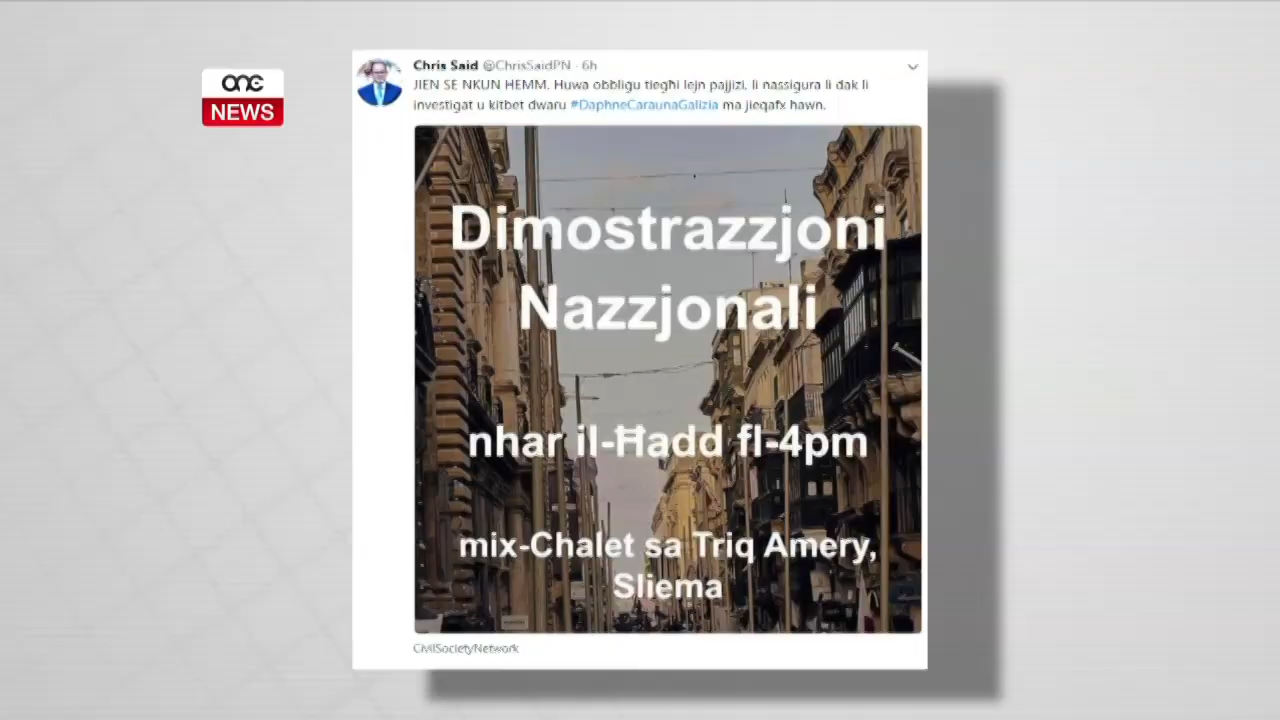 one
NEWS
Chris Said @ChrisSaidPN · 6h
JIEN SE NKUN HEMM. Huwa obbligu tiegħi lejn pajjizi, li nassigura li dak li
investigat u kitbet dwaru #DaphneCaraunaGalizia ma jieqafx hawn.
Dimostrazzjoni
Nazzjonali
nhar il-Ħadd fl-4pm
mix-Chalet sa Triq Amery,
Sliema
CivilSocietyNetwork